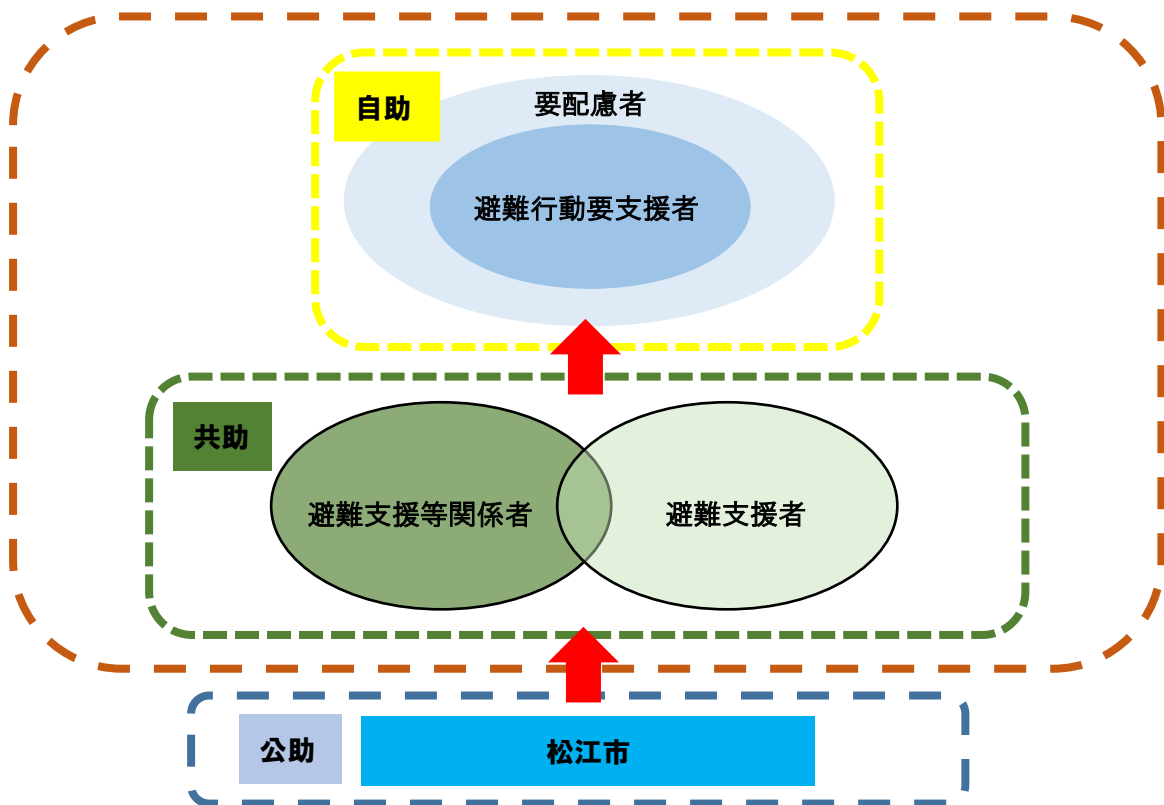 自助
要配慮者
避難行動要支援者
共助
避難支援等関係者
避難支援者
公助
松江市